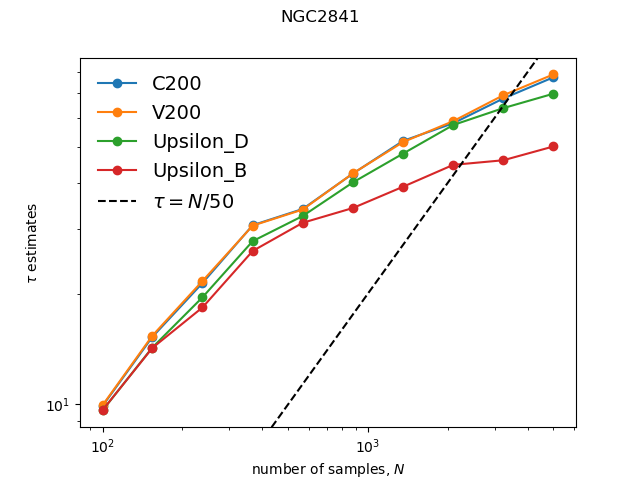 NGC2841
C200
V200
Upsilon_D
Upsilon_B
τ = N/50
τ estimates
10¹
10² 10³
number of samples, N